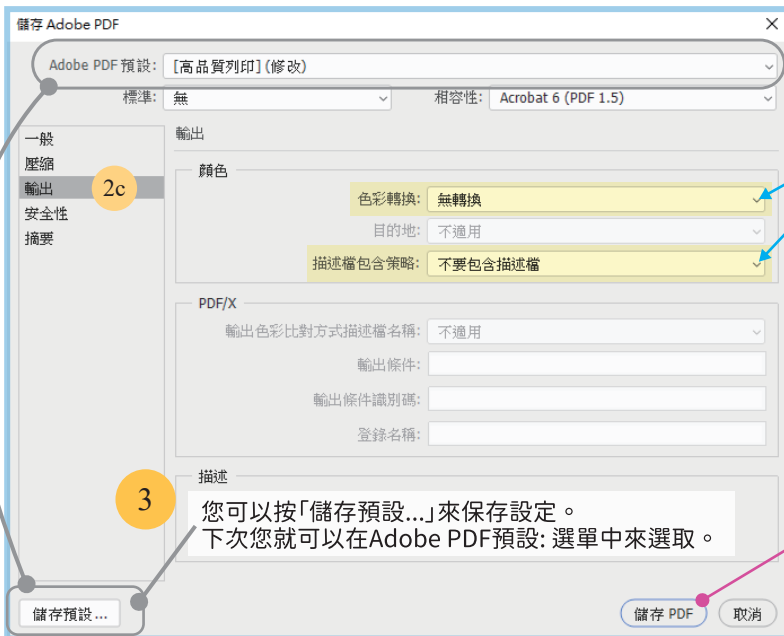 儲存 Adobe PDF
Adobe PDF 預設: [高品質列印] (修改)
標準: 無 相容性: Acrobat 6 (PDF 1.5)
一般
壓縮
輸出 2c
安全性
摘要
輸出
顏色
色彩轉換: 無轉換
目的地: 不適用
描述檔包含策略: 不要包含描述檔
PDF/X
輸出色彩比對方式描述檔名稱: 不適用
輸出條件:
輸出條件識別碼:
登錄名稱:
描述
3
您可以按「儲存預設...」來保存設定。
下次您就可以在Adobe PDF預設: 選單中來選取。
儲存預設... 儲存 PDF 取消